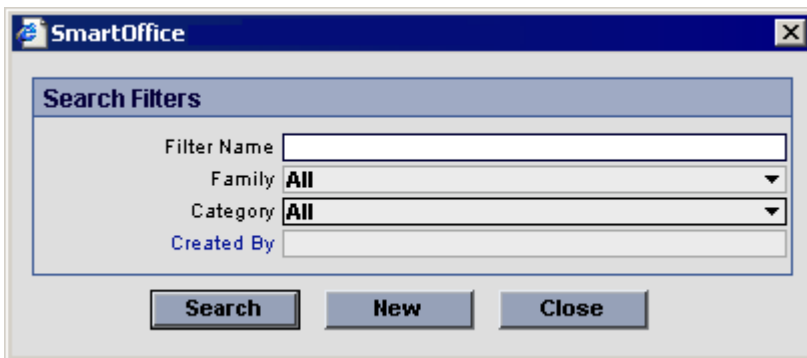 SmartOffice
Search Filters
Filter Name
Family All
Category All
Created By
Search New Close